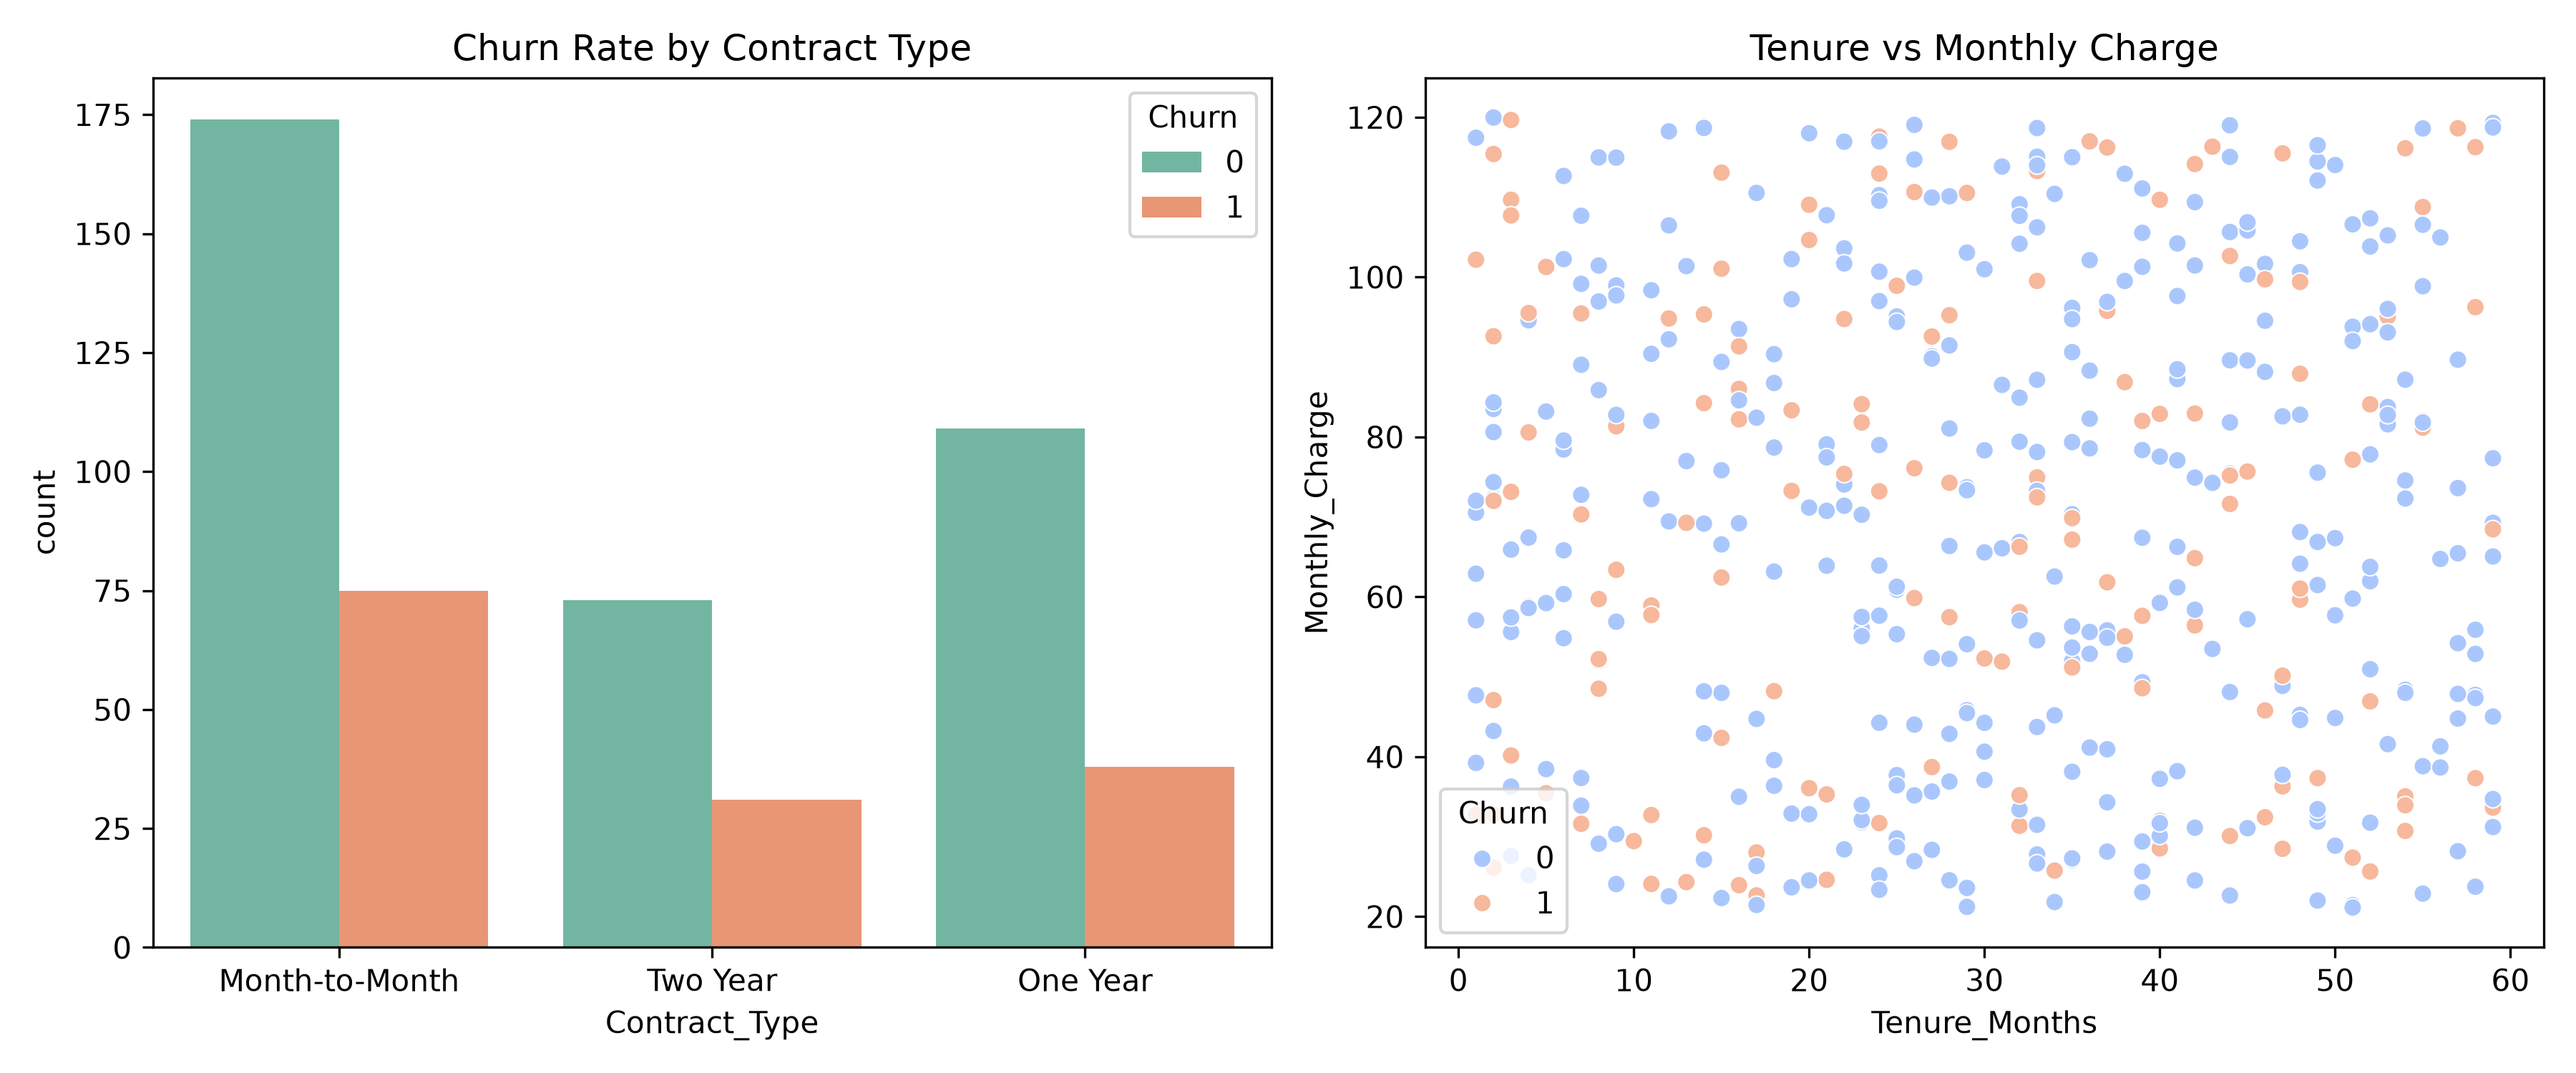 Churn Rate by Contract Type
175
150
125
100
75
50
25
0
count
Month-to-Month Two Year One Year
Contract_Type
Churn
0
1
Tenure vs Monthly Charge
120
100
80
60
40
20
Monthly_Charge
0 10 20 30 40 50 60
Tenure_Months
Churn
0
1